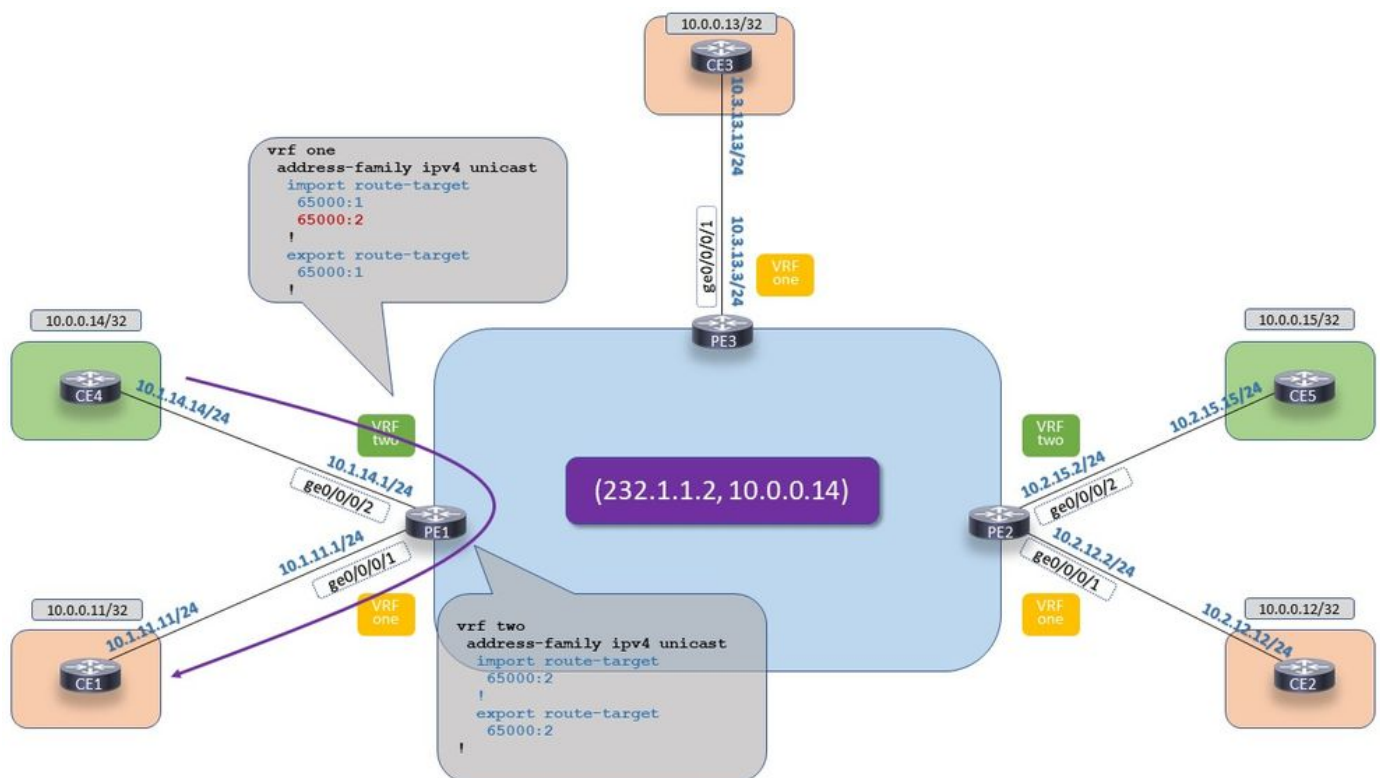 10.0.0.13/32
CE3
10.3.13.13/24
vrf one
address-family ipv4 unicast
import route-target
65000:1
65000:2
!
export route-target
65000:1
!
ge0/0/0/1
10.3.13.3/24
VRF
one
PE3
10.0.0.14/32
CE4
10.1.14.14/24
VRF
two
10.1.14.1/24
ge0/0/0/2
PE1
10.1.11.1/24
ge0/0/0/1
10.0.0.11/32
10.1.11.11/24
CE1
VRF
one
(232.1.1.2, 10.0.0.14)
vrf two
address-family ipv4 unicast
import route-target
65000:2
!
export route-target
65000:2
!
10.0.0.15/32
CE5
10.2.15.15/24
VRF
two
10.2.15.2/24
ge0/0/0/2
PE2
10.2.12.2/24
ge0/0/0/1
VRF
one
10.0.0.12/32
10.2.12.12/24
CE2